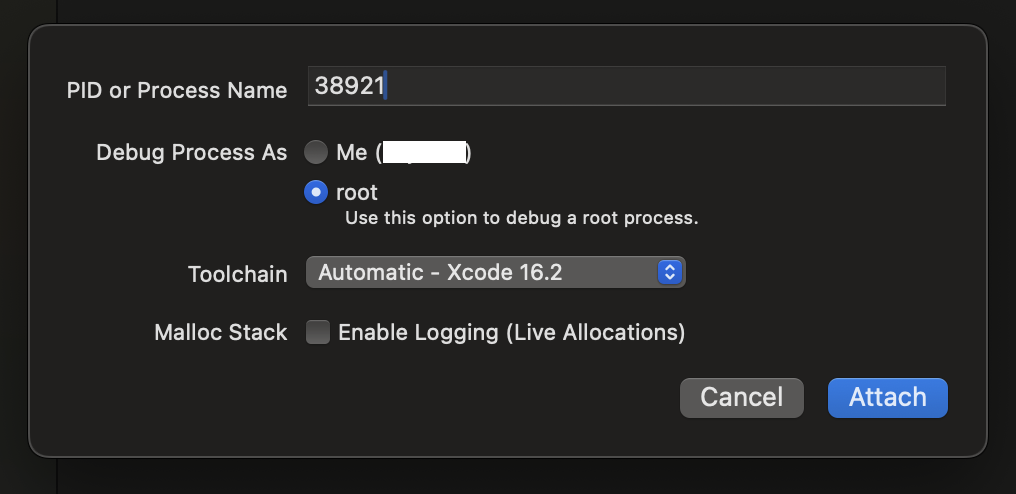 PID or Process Name 38921
Debug Process As Me ( )
root
Use this option to debug a root process.
Toolchain Automatic - Xcode 16.2
Malloc Stack Enable Logging (Live Allocations)
Cancel Attach